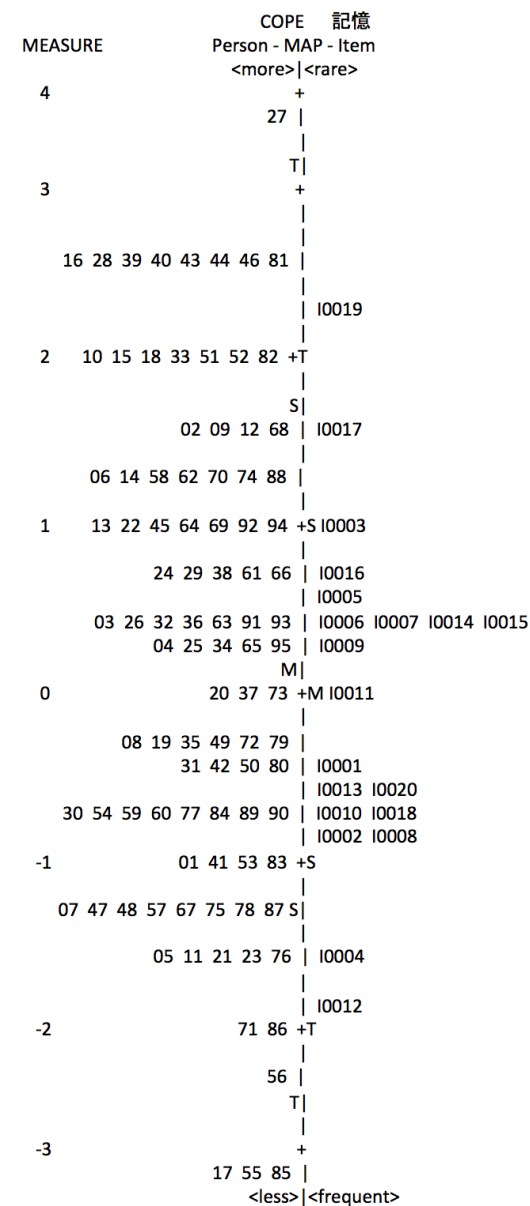 COPE 記憶
MEASURE Person - MAP - Item
<more>|<rare>
4 +
27 |
|
T|
3 +
|
|
16 28 39 40 43 44 46 81 |
|
| I0019
|
2 10 15 18 33 51 52 82 +T
|
S|
02 09 12 68 | I0017
|
06 14 58 62 70 74 88 |
|
1 13 22 45 64 69 92 94 +S I0003
|
24 29 38 61 66 | I0016
| I0005
03 26 32 36 63 91 93 | I0006 I0007 I0014 I0015
04 25 34 65 95 | I0009
M|
0 20 37 73 +M I0011
|
08 19 35 49 72 79 |
31 42 50 80 | I0001
| I0013 I0020
30 54 59 60 77 84 89 90 | I0010 I0018
| I0002 I0008
-1 01 41 53 83 +S
|
07 47 48 57 67 75 78 87 S|
|
05 11 21 23 76 | I0004
|
| I0012
-2 71 86 +T
|
56 |
T|
|
-3 +
17 55 85 |
<less>|<frequent>